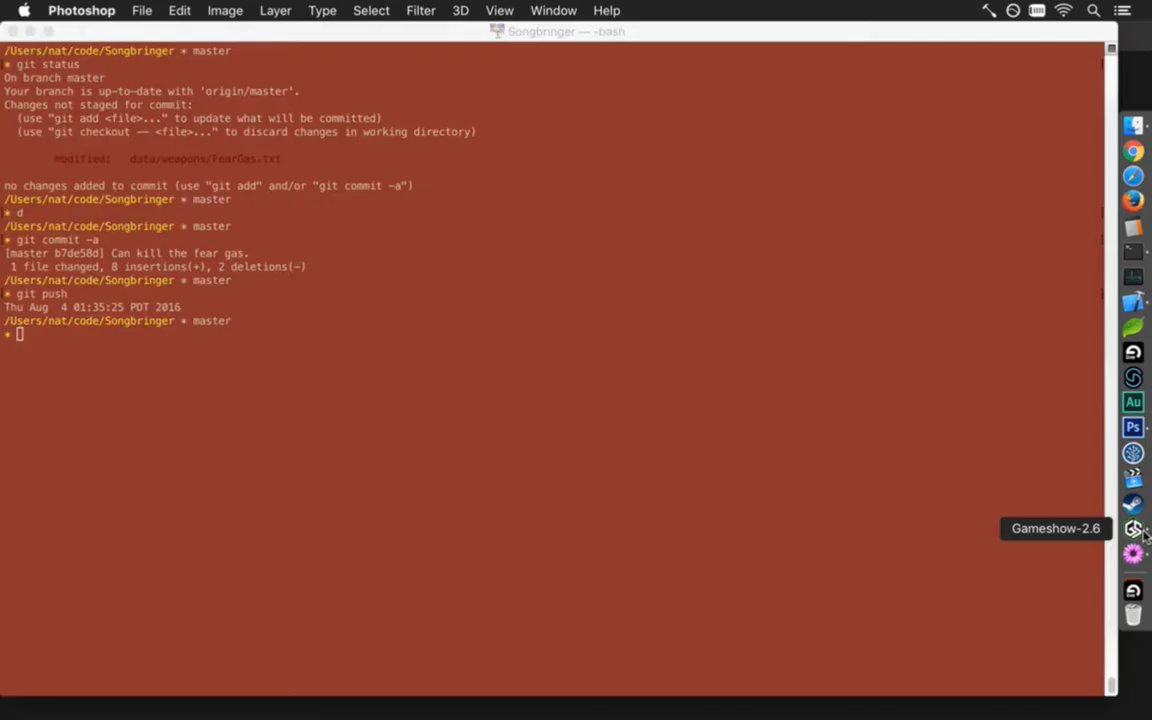 Photoshop File Edit Image Layer Type Select Filter 3D View Window Help
Songbringer — -bash
/Users/nat/code/Songbringer * master
* git status
On branch master
Your branch is up-to-date with 'origin/master'.
Changes not staged for commit:
(use "git add <file>..." to update what will be committed)
(use "git checkout -- <file>..." to discard changes in working directory)
modified: data/weapons/FearGas.txt
no changes added to commit (use "git add" and/or "git commit -a")
/Users/nat/code/Songbringer * master
* d
/Users/nat/code/Songbringer * master
* git commit -a
[master b7de58d] Can kill the fear gas.
1 file changed, 8 insertions(+), 2 deletions(-)
/Users/nat/code/Songbringer * master
* git push
Thu Aug 4 01:35:25 PDT 2016
/Users/nat/code/Songbringer * master
*
Au
Ps
Gameshow-2.6
GS